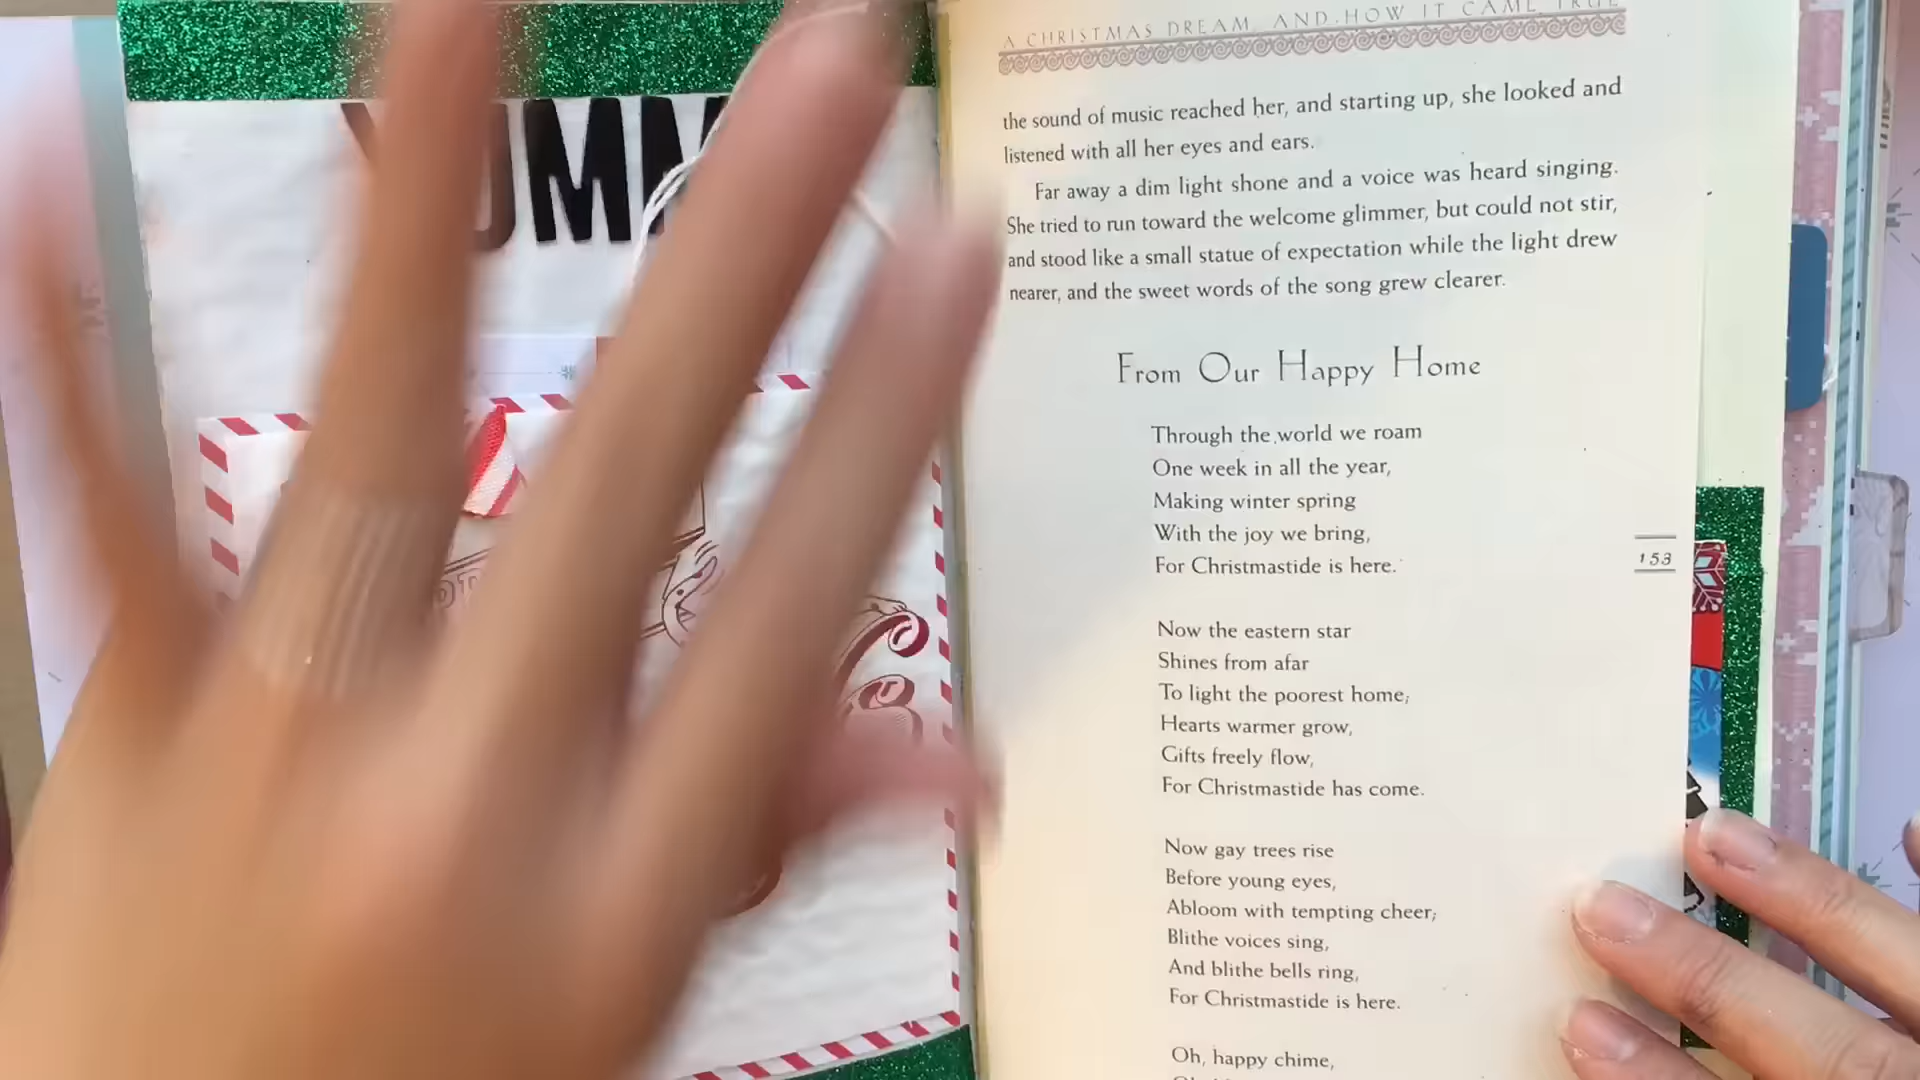 A CHRISTMAS DREAM, AND HOW IT CAME TRUE
the sound of music reached her, and starting up, she looked and
listened with all her eyes and ears.
Far away a dim light shone and a voice was heard singing.
She tried to run toward the welcome glimmer, but could not stir,
and stood like a small statue of expectation while the light drew
nearer, and the sweet words of the song grew clearer.
From Our Happy Home
Through the world we roam
One week in all the year,
Making winter spring
With the joy we bring,
For Christmastide is here.
153
Now the eastern star
Shines from afar
To light the poorest home;
Hearts warmer grow,
Gifts freely flow,
For Christmastide has come.
Now gay trees rise
Before young eyes,
Abloom with tempting cheer;
Blithe voices sing,
And blithe bells ring,
For Christmastide is here.
Oh, happy chime,